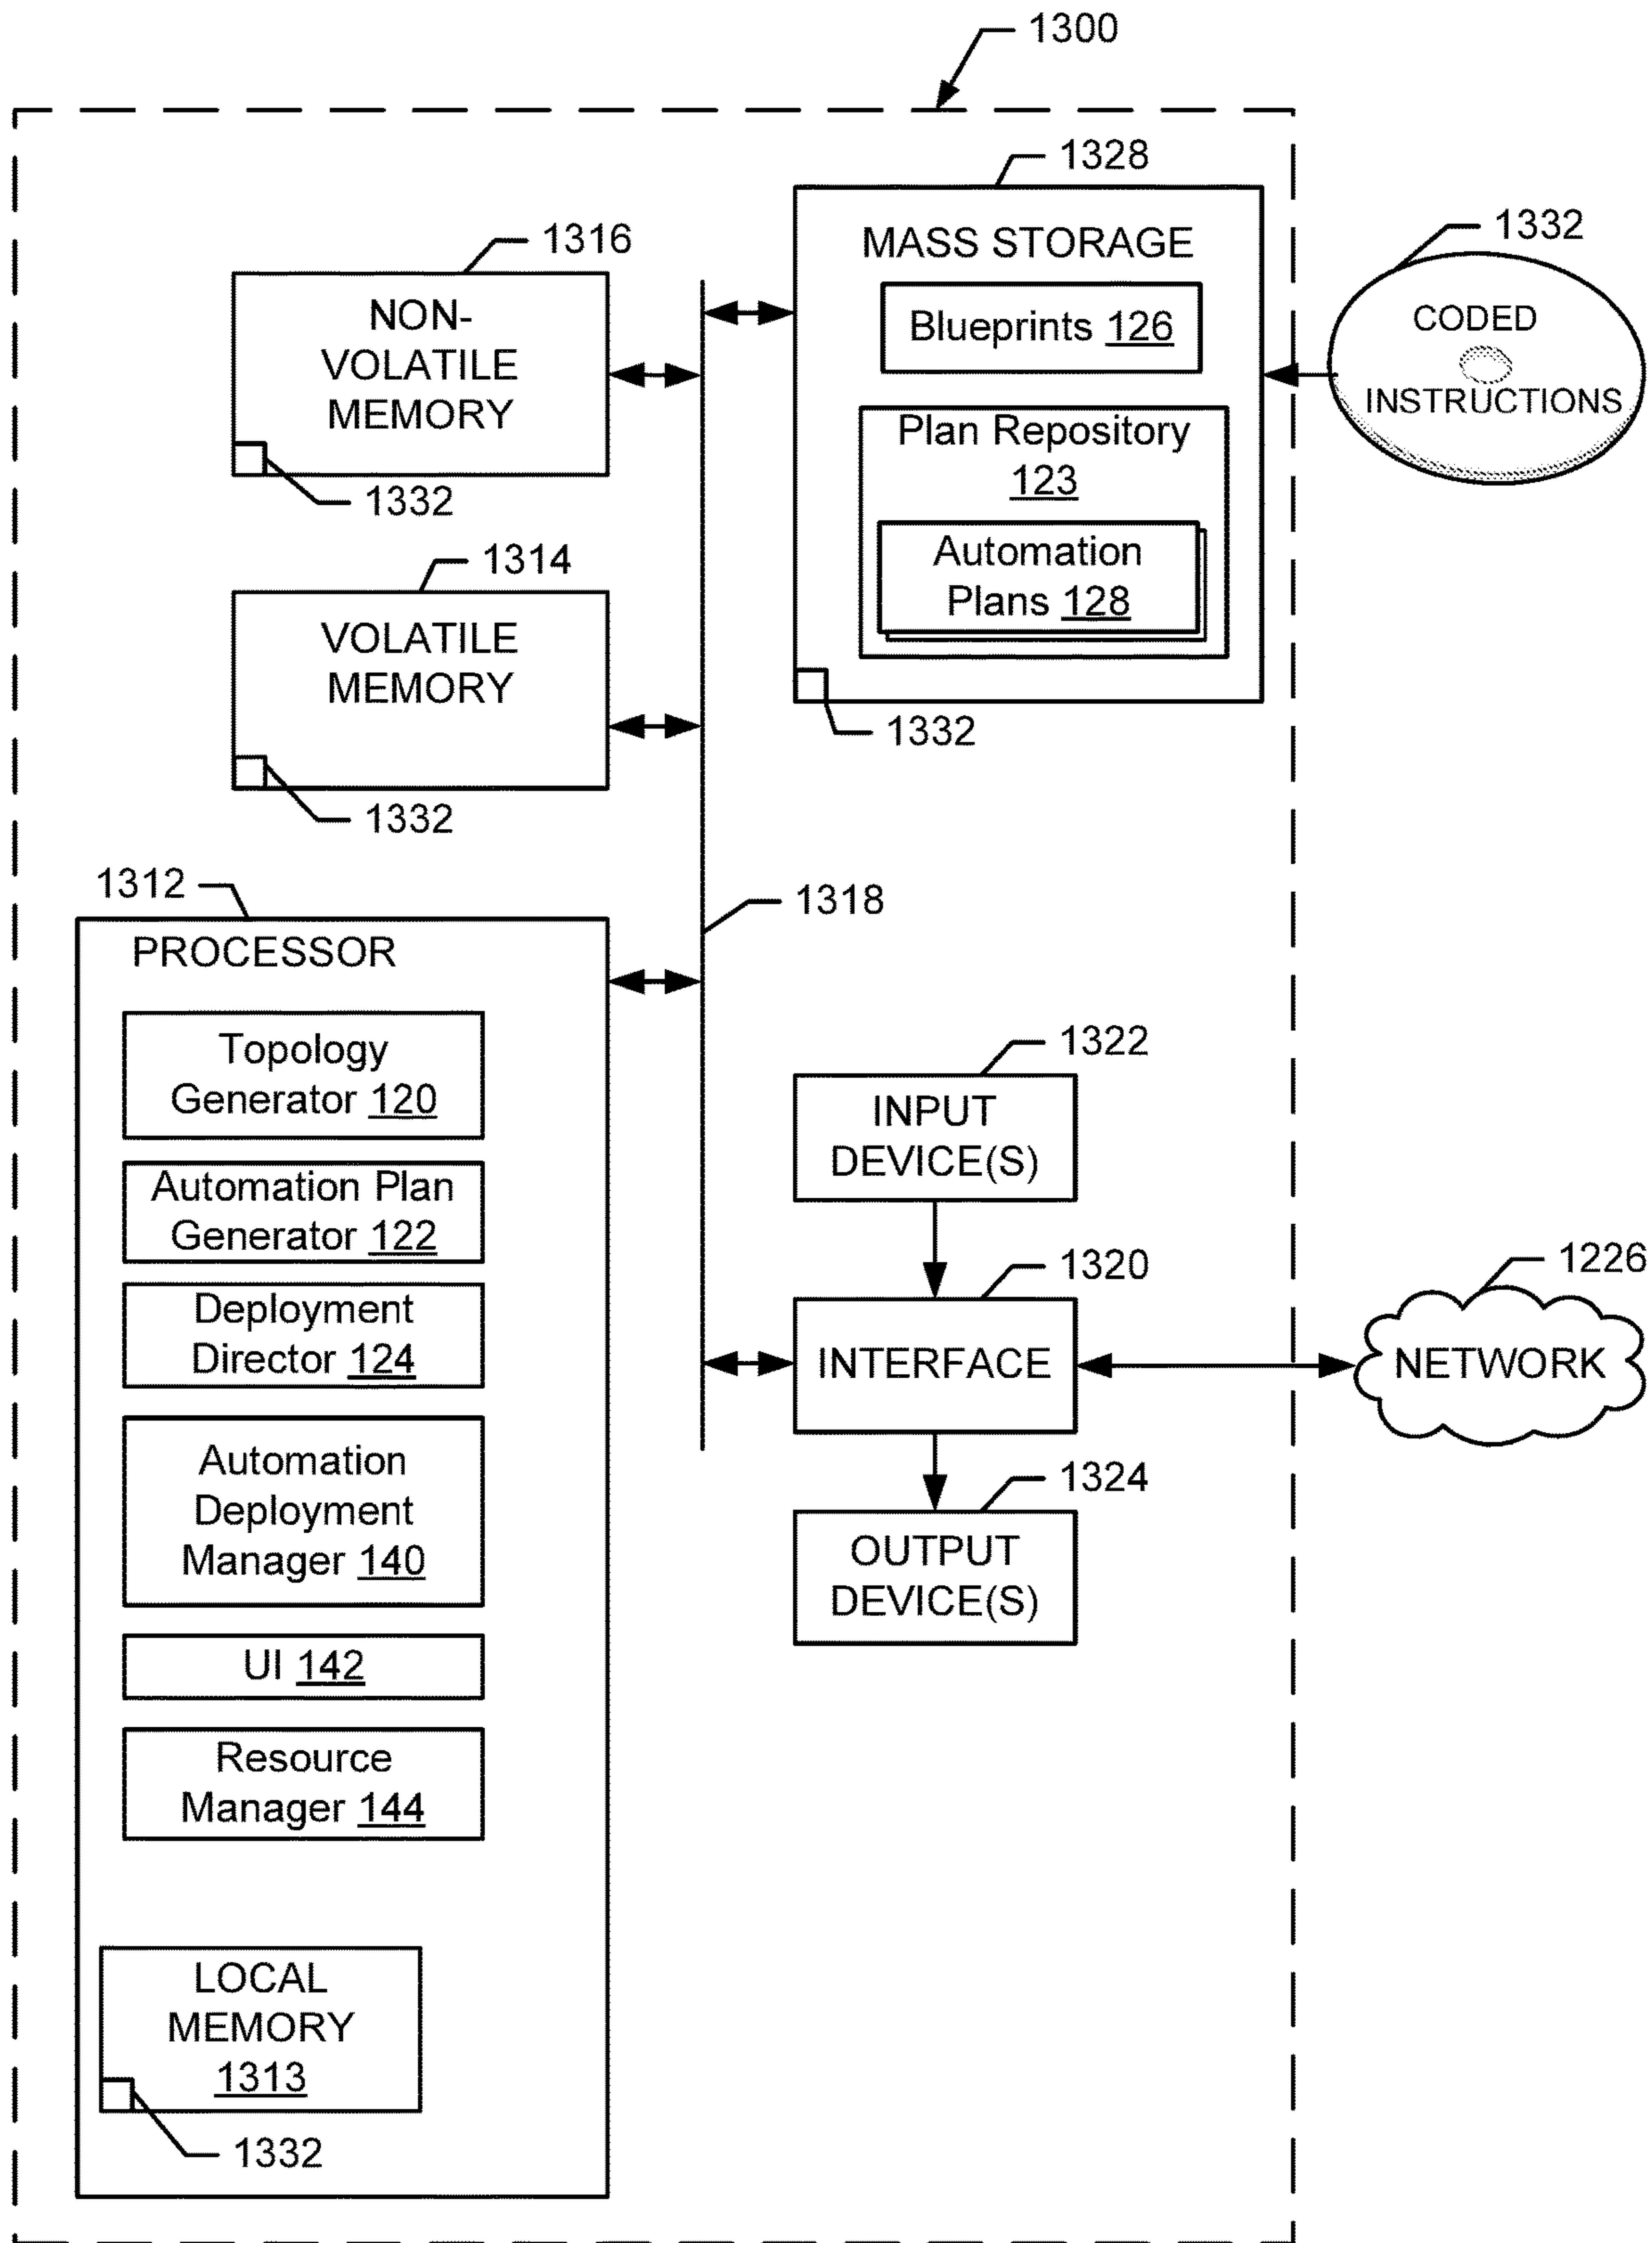 1300
1328
MASS STORAGE
Blueprints 126
Plan Repository
123
Automation
Plans 128
1332
1332
CODED
INSTRUCTIONS
1316
NON-
VOLATILE
MEMORY
1332
1314
VOLATILE
MEMORY
1332
1318
1312
PROCESSOR
Topology
Generator 120
Automation Plan
Generator 122
Deployment
Director 124
Automation
Deployment
Manager 140
UI 142
Resource
Manager 144
LOCAL
MEMORY
1313
1332
1322
INPUT
DEVICE(S)
1320
INTERFACE
1226
NETWORK
1324
OUTPUT
DEVICE(S)